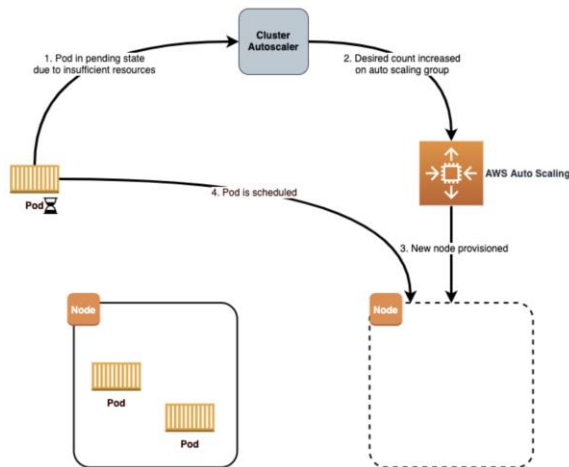 Cluster
Autoscaler
1. Pod in pending state
due to insufficient resources
2. Desired count increased
on auto scaling group
AWS Auto Scaling
Pod
4. Pod is scheduled
3. New node provisioned
Node
Node
Pod
Pod